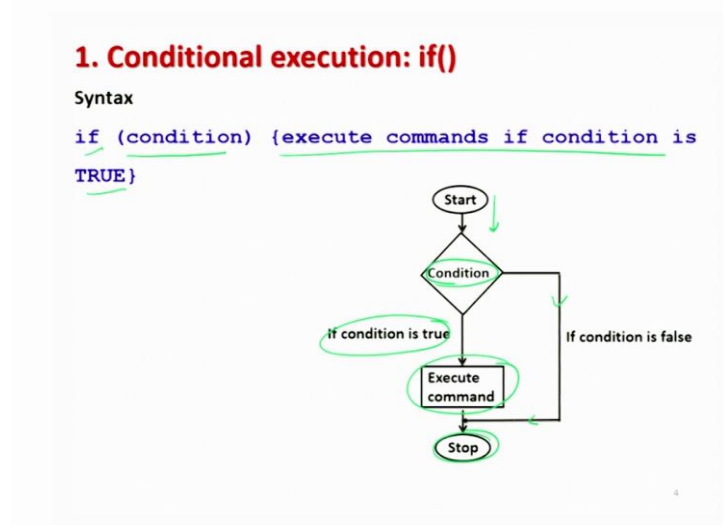 1. Conditional execution: if()
Syntax
if (condition) {execute commands if condition is
TRUE}
Start
Condition
if condition is true
If condition is false
Execute
command
Stop
4